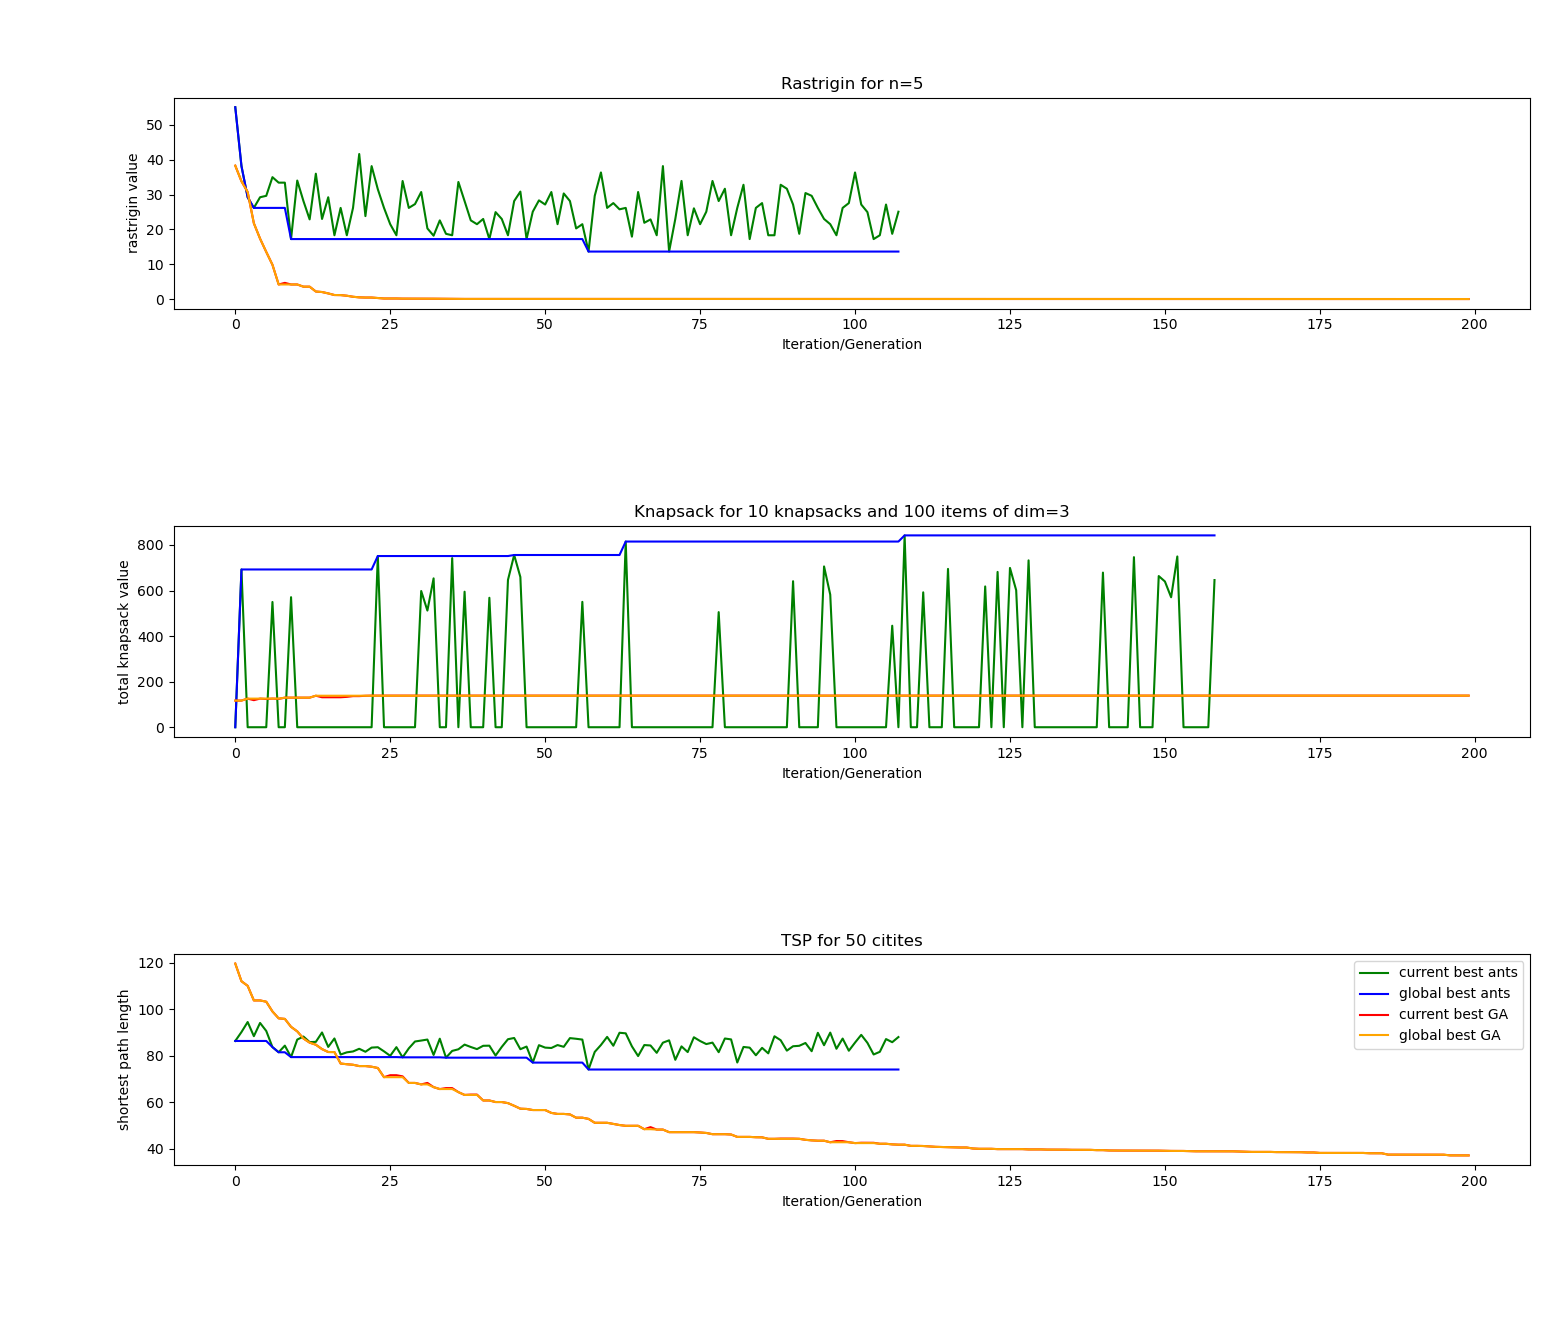 Rastrigin for n=5
50
40
30
20
10
0
rastrigin value
0 25 50 75 100 125 150 175 200
Iteration/Generation
Knapsack for 10 knapsacks and 100 items of dim=3
800
600
400
200
0
total knapsack value
0 25 50 75 100 125 150 175 200
Iteration/Generation
TSP for 50 citites
120
100
80
60
40
shortest path length
current best ants
global best ants
current best GA
global best GA
0 25 50 75 100 125 150 175 200
Iteration/Generation